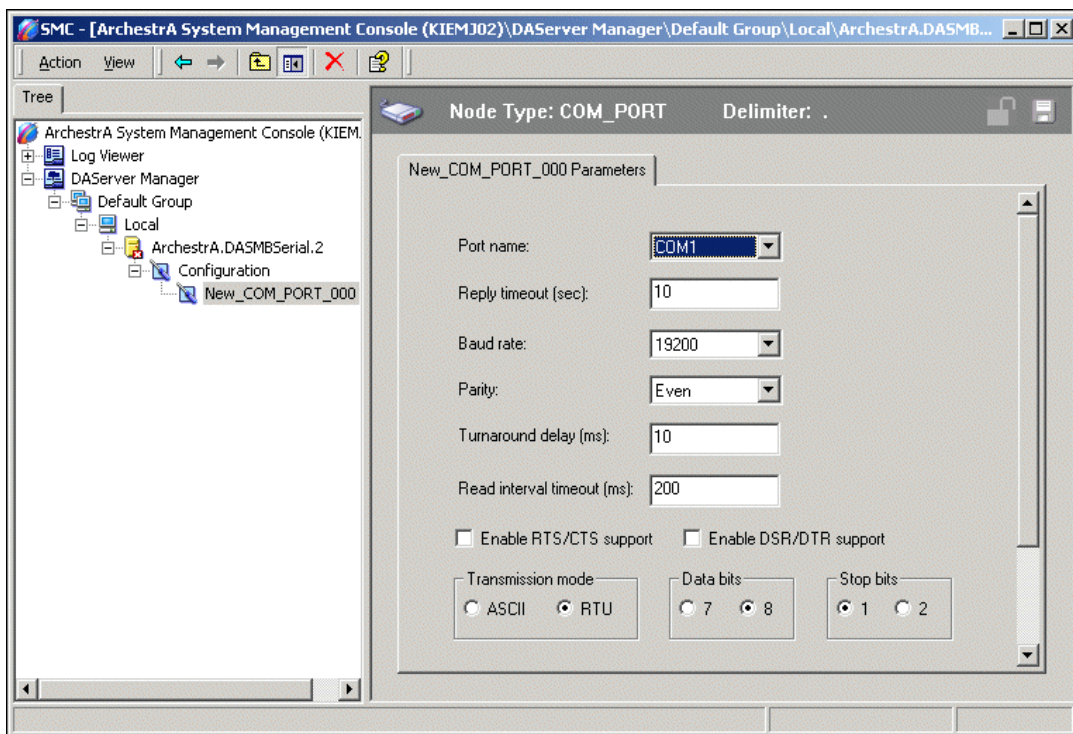 SMC - [ArchestrA System Management Console (KIEMJ02)\DAServer Manager\Default Group\Local\ArchestrA.DASMB...
Action View
Tree
ArchestrA System Management Console (KIEM.
Log Viewer
DAServer Manager
Default Group
Local
ArchestrA.DASMBSerial.2
Configuration
New_COM_PORT_000
Node Type: COM_PORT Delimiter: .
New_COM_PORT_000 Parameters
Port name: COM1
Reply timeout (sec): 10
Baud rate: 19200
Parity: Even
Turnaround delay (ms): 10
Read interval timeout (ms): 200
Enable RTS/CTS support Enable DSR/DTR support
Transmission mode Data bits Stop bits
ASCII RTU 7 8 1 2